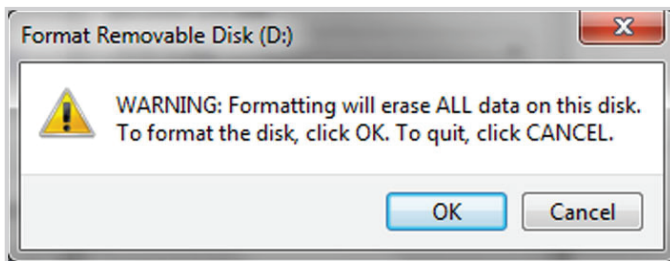 Format Removable Disk (D:)
WARNING: Formatting will erase ALL data on this disk.
To format the disk, click OK. To quit, click CANCEL.
OK Cancel